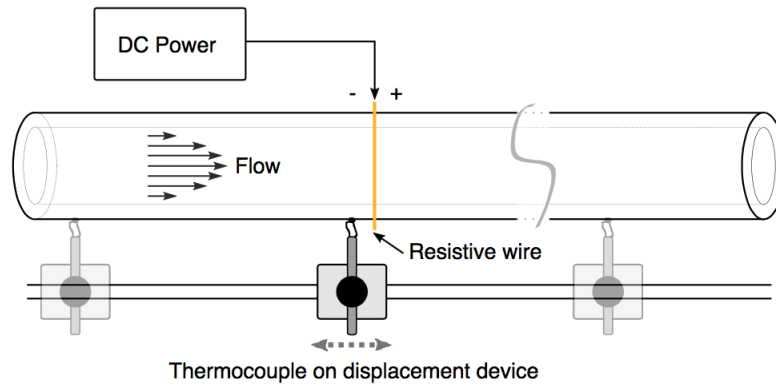 DC Power
- +
Flow
Resistive wire
Thermocouple on displacement device